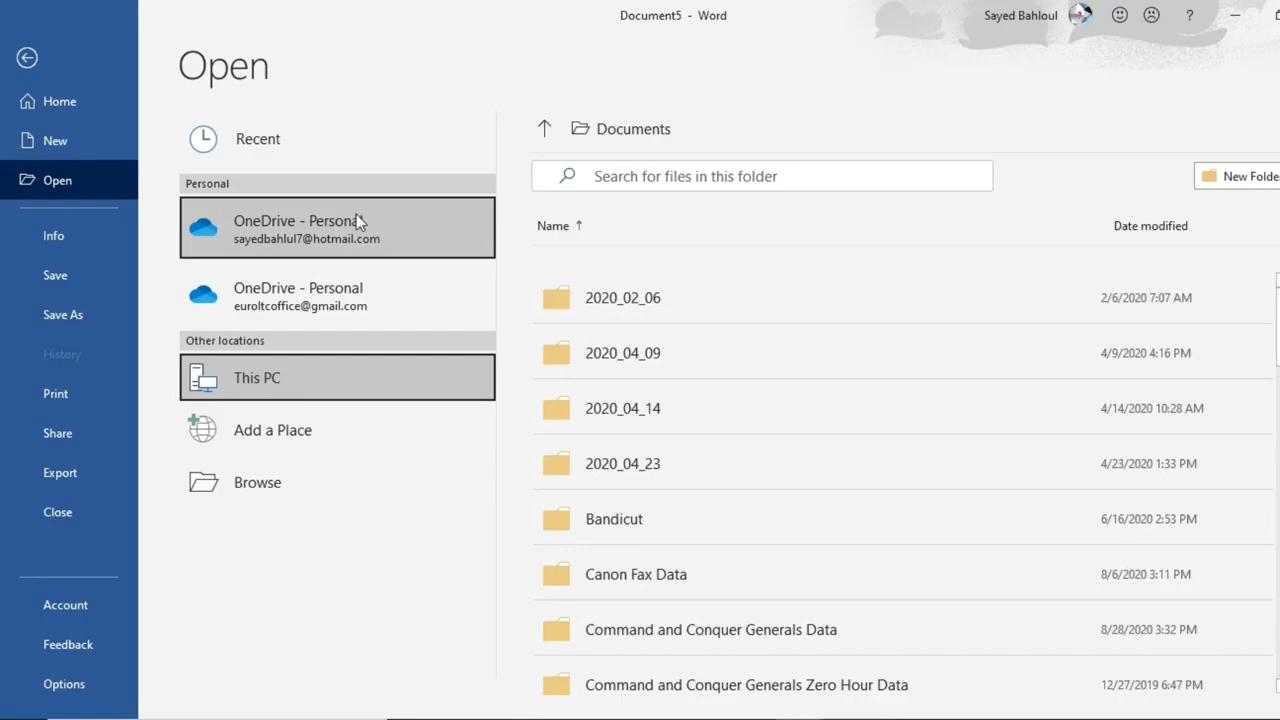 Document5 - Word
Sayed Bahloul
?
Open
Home
New
Open
Info
Save
Save As
History
Print
Share
Export
Close
Account
Feedback
Options
Recent
Personal
OneDrive - Personal
sayedbahlul7@hotmail.com
OneDrive - Personal
euroltcoffice@gmail.com
Other locations
This PC
Add a Place
Browse
Documents
Search for files in this folder
New Folde
Name Date modified
2020_02_06 2/6/2020 7:07 AM
2020_04_09 4/9/2020 4:16 PM
2020_04_14 4/14/2020 10:28 AM
2020_04_23 4/23/2020 1:33 PM
Bandicut 6/16/2020 2:53 PM
Canon Fax Data 8/6/2020 3:11 PM
Command and Conquer Generals Data 8/28/2020 3:32 PM
Command and Conquer Generals Zero Hour Data 12/27/2019 6:47 PM